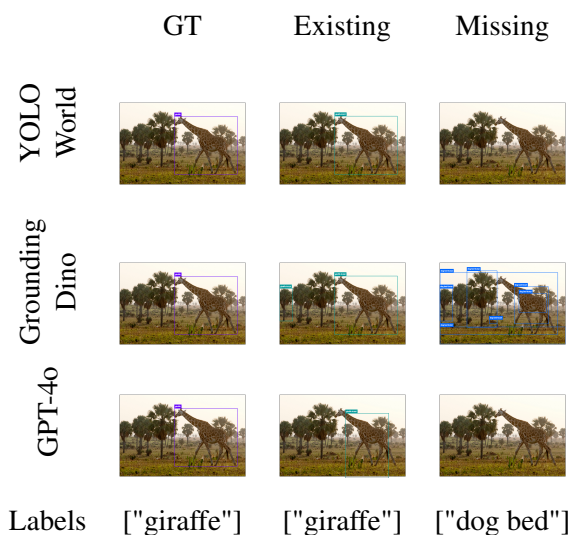 GT Existing Missing
YOLO
World
Grounding
Dino
GPT-4o
Labels ["giraffe"] ["giraffe"] ["dog bed"]